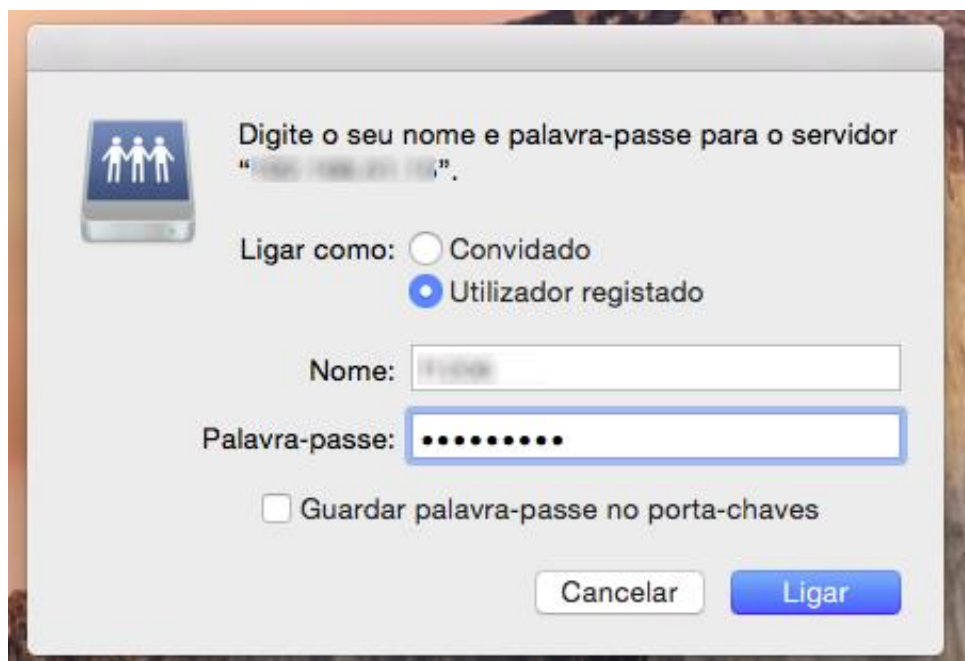 Digite o seu nome e palavra-passe para o servidor
“ ”.
Ligar como: Convidado
Utilizador registado
Nome:
Palavra-passe: •••••••••
Guardar palavra-passe no porta-chaves
Cancelar Ligar